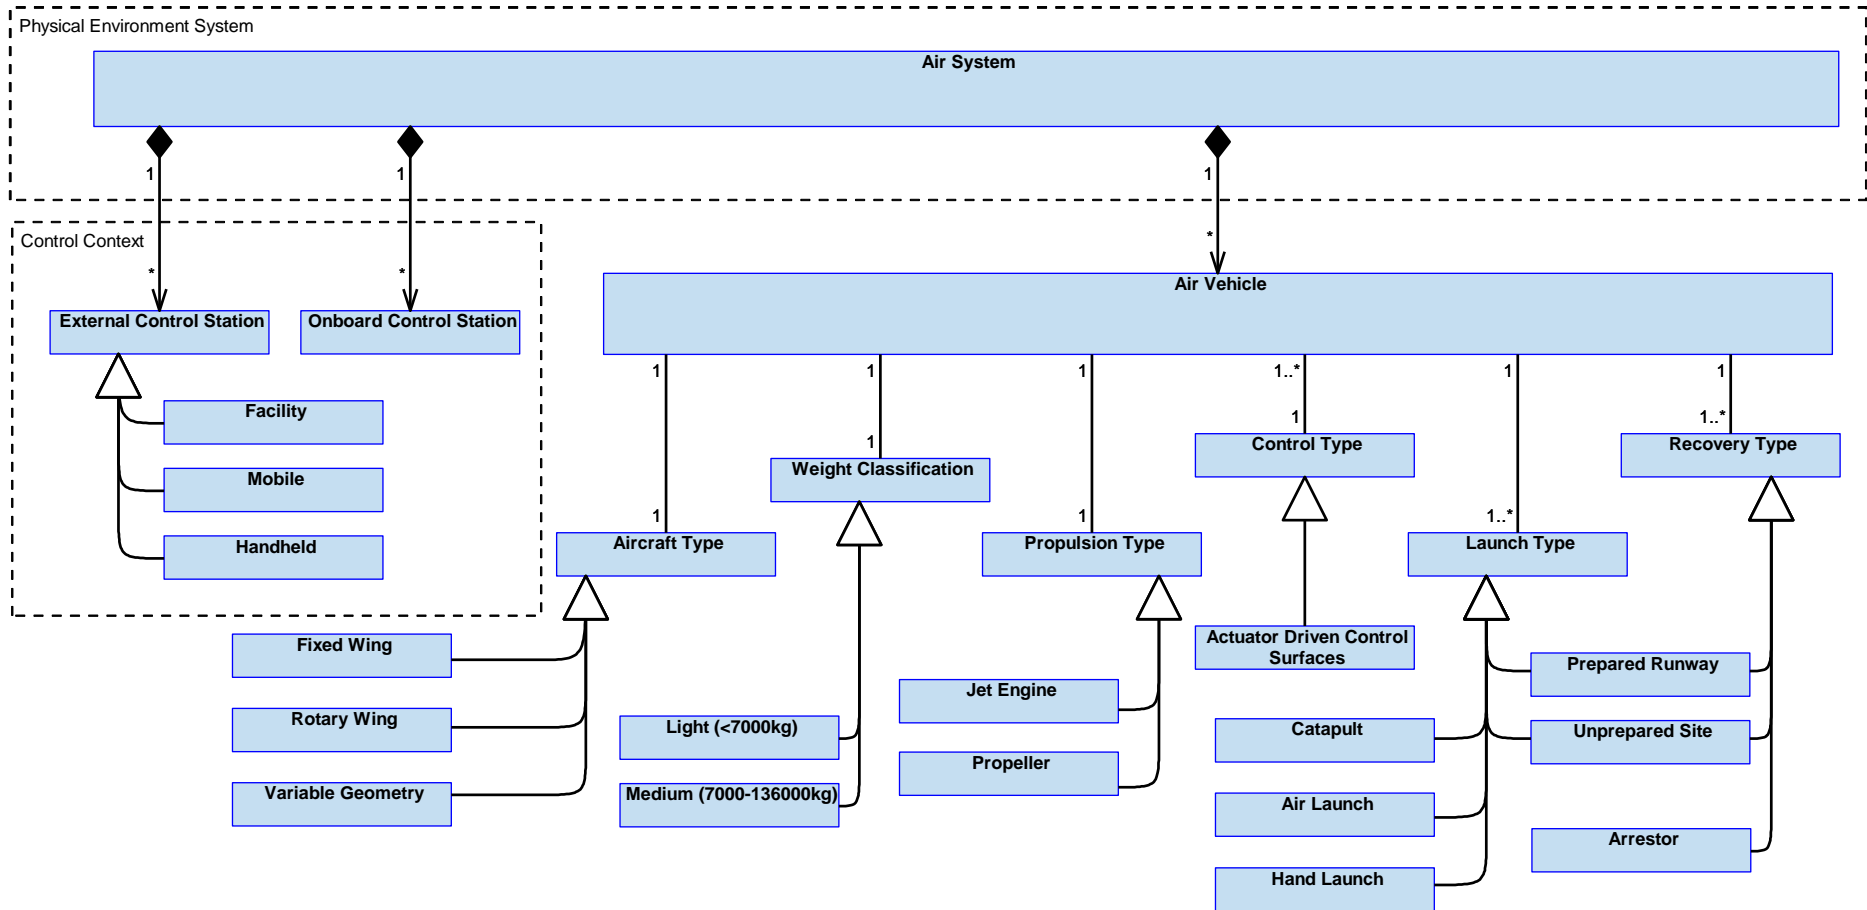 Physical Environment System
Air System
1
1
1
Control Context
*
*
*
Air Vehicle
External Control Station
Onboard Control Station
1
1
1
1..*
1
1
Facility
1
1
1..*
Control Type
Recovery Type
Weight Classification
Mobile
1
1
1..*
Handheld
Aircraft Type
Propulsion Type
Launch Type
Fixed Wing
Actuator Driven Control
Surfaces
Prepared Runway
Jet Engine
Rotary Wing
Light (<7000kg)
Catapult
Unprepared Site
Propeller
Variable Geometry
Medium (7000-136000kg)
Air Launch
Arrestor
Hand Launch